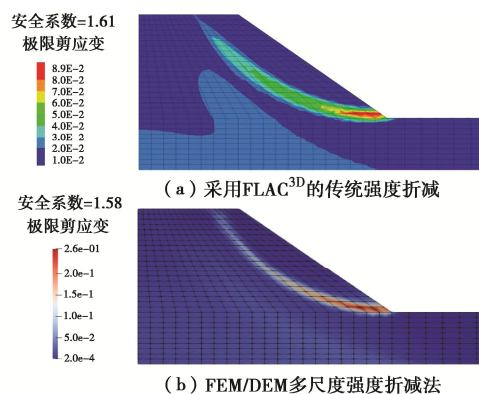 安全系数=1.61
极限剪应变
8.9E-2
8.0E-2
7.0E-2
6.0E-2
5.0E-2
4.0E-2
3.0E-2
2.0E-2
1.0E-2
（a）采用FLAC3D的传统强度折减
安全系数=1.58
极限剪应变
2.6e-01
2.0e-1
1.5e-1
1.0e-1
5.0e-2
2.0e-4
（b）FEM/DEM多尺度强度折减法